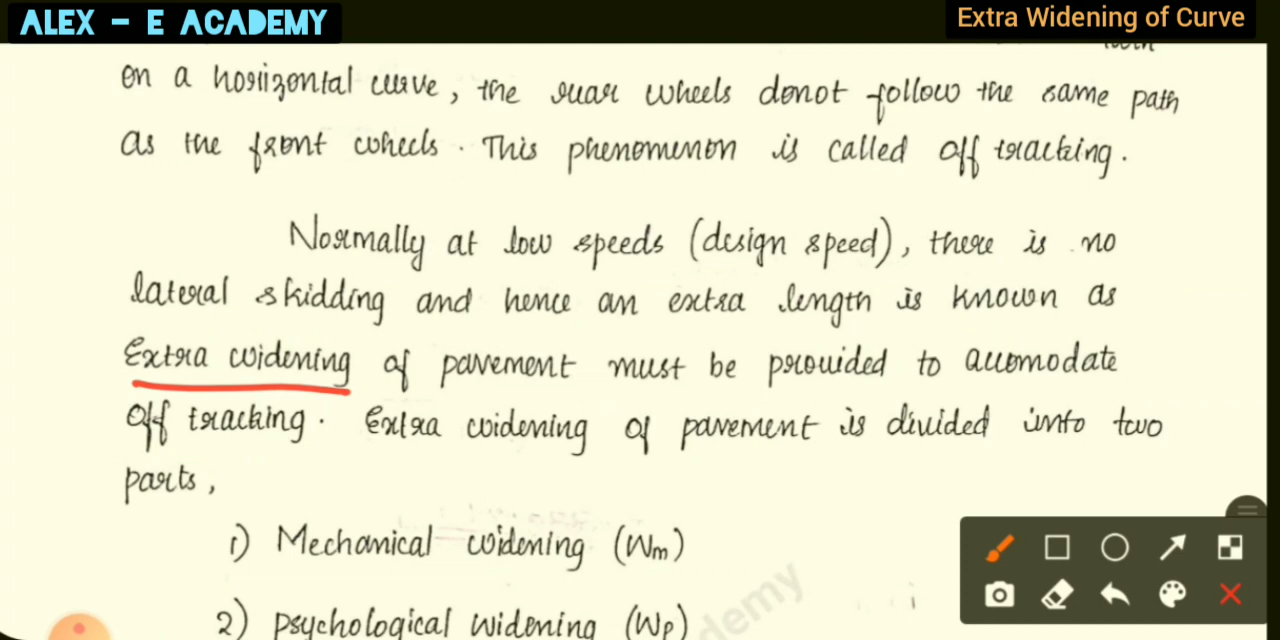 ALEX - E ACADEMY
Extra Widening of Curve
on a horizontal curve, the rear wheels donot follow the same path
as the front wheels. This phenomenon is called off tracking.
Normally at low speeds (design speed), there is no
lateral skidding and hence an extra length is known as
Extra widening of pavement must be provided to accomodate
off tracking. Extra widening of pavement is divided into two
parts,
1) Mechanical widening (Wm)
2) psychological widening (Wp)
demy